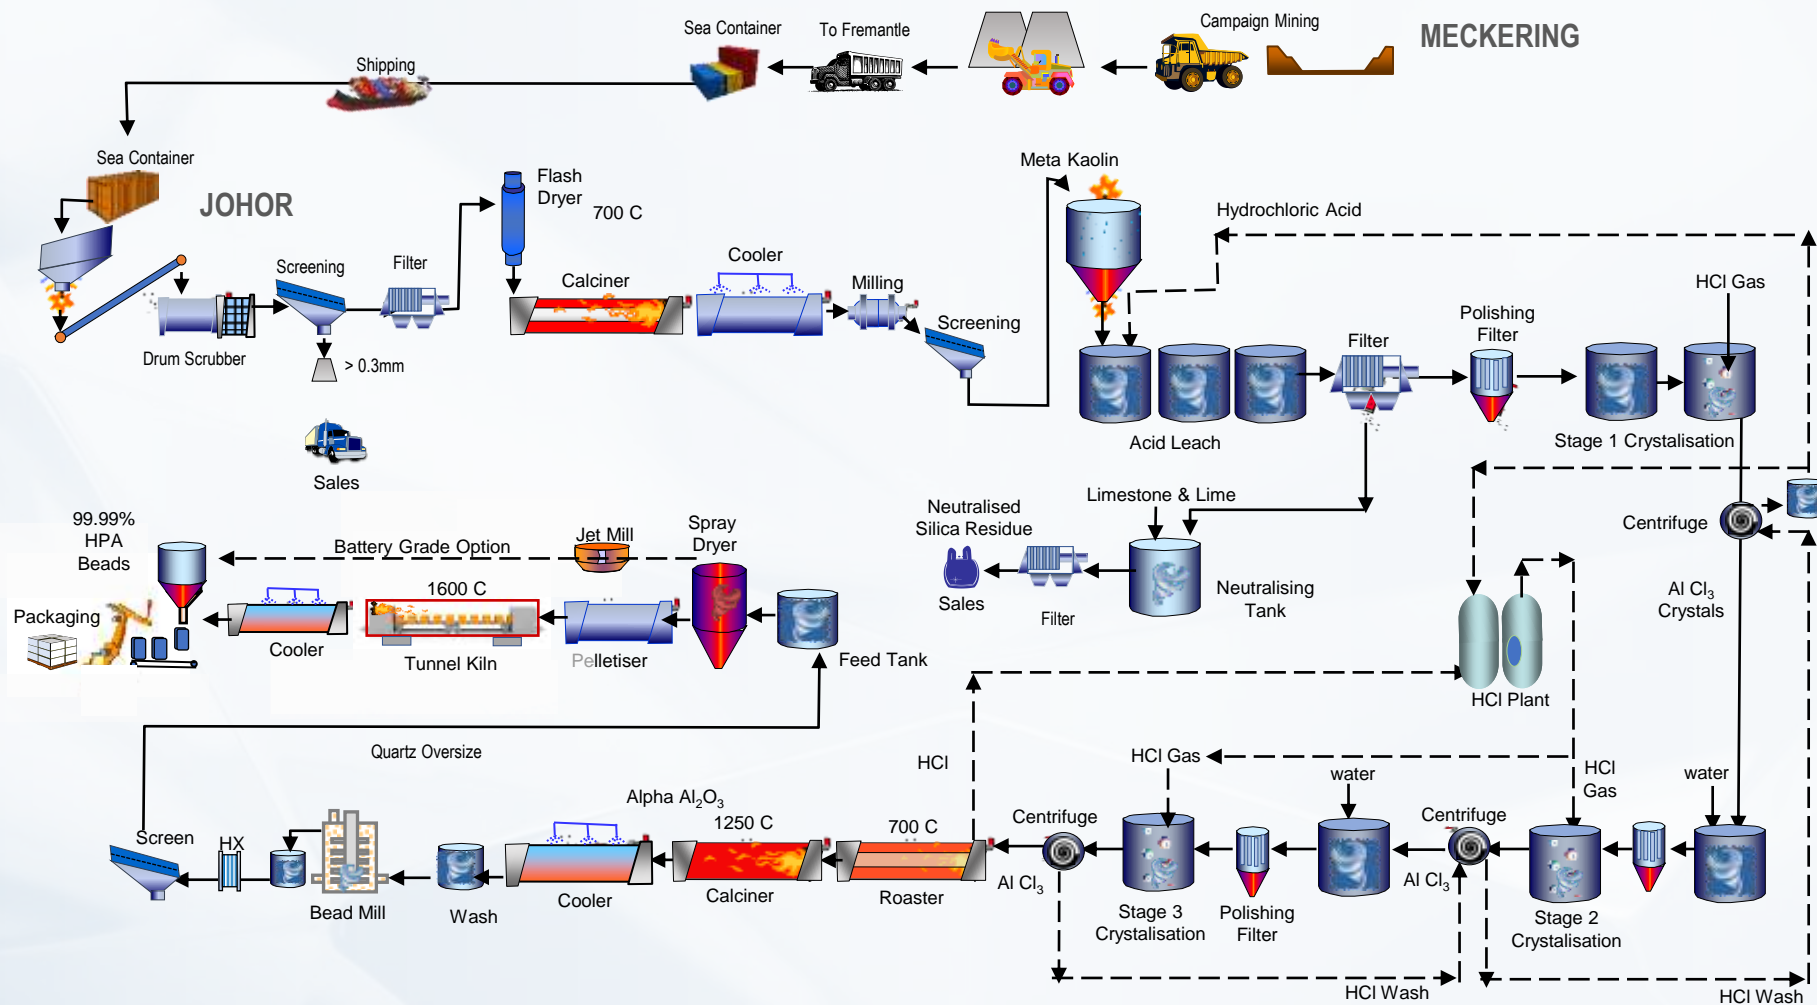 Campaign Mining
MECKERING
Sea Container
To Fremantle
Shipping
Sea Container
JOHOR
Flash
Dryer
700 C
Meta Kaolin
Hydrochloric Acid
Screening
Filter
Calciner
Cooler
Milling
Screening
HCl Gas
Polishing
Filter
Filter
Drum Scrubber
> 0.3mm
Sales
Acid Leach
Stage 1 Crystalisation
Neutralised
Silica Residue
Limestone & Lime
Centrifuge
99.99%
HPA
Beads
Battery Grade Option
Jet Mill
Spray
Dryer
Al Cl₃
Crystals
Packaging
1600 C
Sales
Filter
Neutralising
Tank
Cooler
Tunnel Kiln
Pelletiser
Feed Tank
HCl Plant
Quartz Oversize
HCl
HCl Gas
water
HCl
Gas
water
Alpha Al₂O₃
1250 C
700 C
Centrifuge
Centrifuge
Screen
HX
Al Cl₃
Al Cl₃
Bead Mill
Wash
Cooler
Calciner
Roaster
Stage 3
Crystalisation
Polishing
Filter
Stage 2
Crystalisation
HCl Wash
HCl Wash